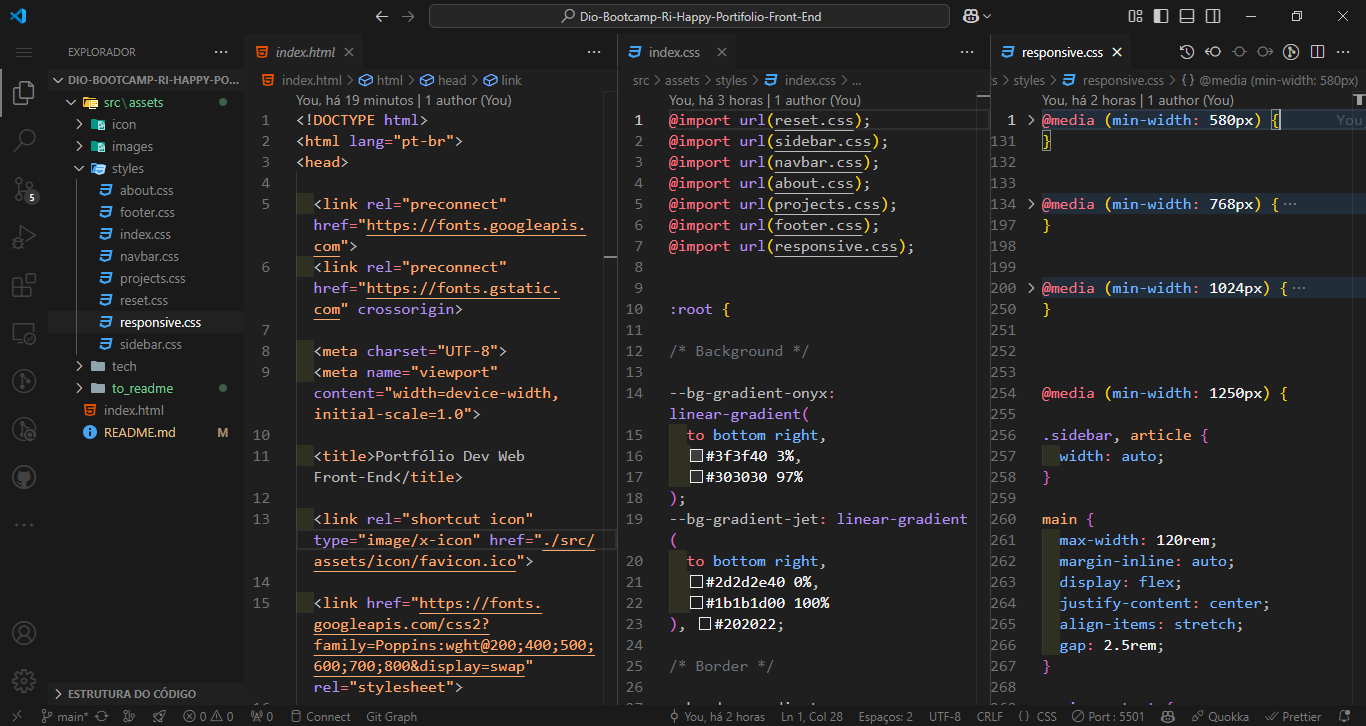 Dio-Bootcamp-Ri-Happy-Portifolio-Front-End
EXPLORADOR
DIO-BOOTCAMP-RI-HAPPY-PO...
src\assets
icon
images
styles
about.css
footer.css
index.css
navbar.css
projects.css
reset.css
responsive.css
sidebar.css
tech
to_readme
index.html
README.md M
ESTRUTURA DO CÓDIGO
5
index.html
index.html > html > head > link
You, há 19 minutos | 1 author (You)
1 <!DOCTYPE html>
2 <html lang="pt-br">
3 <head>
4
5 <link rel="preconnect"
href="https://fonts.googleapis.
com">
6 <link rel="preconnect"
href="https://fonts.gstatic.
com" crossorigin>
7
8 <meta charset="UTF-8">
9 <meta name="viewport"
content="width=device-width,
initial-scale=1.0">
10
11 <title>Portfólio Dev Web
Front-End</title>
12
13 <link rel="shortcut icon"
type="image/x-icon" href="./src/
assets/icon/favicon.ico">
14
15 <link href="https://fonts.
googleapis.com/css2?
family=Poppins:wght@200;400;500;
600;700;800&display=swap"
rel="stylesheet">
index.css
src > assets > styles > index.css > ...
You, há 3 horas | 1 author (You)
1 @import url(reset.css);
2 @import url(sidebar.css);
3 @import url(navbar.css);
4 @import url(about.css);
5 @import url(projects.css);
6 @import url(footer.css);
7 @import url(responsive.css);
8
9
10 :root {
11
12 /* Background */
13
14 --bg-gradient-onyx:
linear-gradient(
15 to bottom right,
16 #3f3f40 3%,
17 #303030 97%
18 );
19 --bg-gradient-jet: linear-gradient
(
20 to bottom right,
21 #2d2d2e40 0%,
22 #1b1b1d00 100%
23 ), #202022;
24
25 /* Border */
26
responsive.css
cs > styles > responsive.css > {} @media (min-width: 580px)
You, há 2 horas | 1 author (You)
1 @media (min-width: 580px) { You
131 }
132
133
134 @media (min-width: 768px) { ...
197 }
198
199
200 @media (min-width: 1024px) { ...
250 }
251
252
253
254 @media (min-width: 1250px) {
255
256 .sidebar, article {
257 width: auto;
258 }
259
260 main {
261 max-width: 120rem;
262 margin-inline: auto;
263 display: flex;
264 justify-content: center;
265 align-items: stretch;
266 gap: 2.5rem;
267 }
268
main* 0 0 0 Connect Git Graph You, há 2 horas Ln 1, Col 28 Espaços: 2 UTF-8 CRLF {} CSS Port : 5501 Quokka Prettier